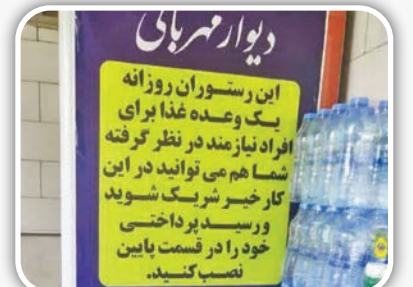 دیوار مهربانی
این رستوران روزانه
یک وعده غذا برای
افراد نیازمند در نظر گرفته
شما هم می توانید در این
کار خیر شریک شوید
و رسید پرداختی
خود را در قسمت پایین
نصب کنید.